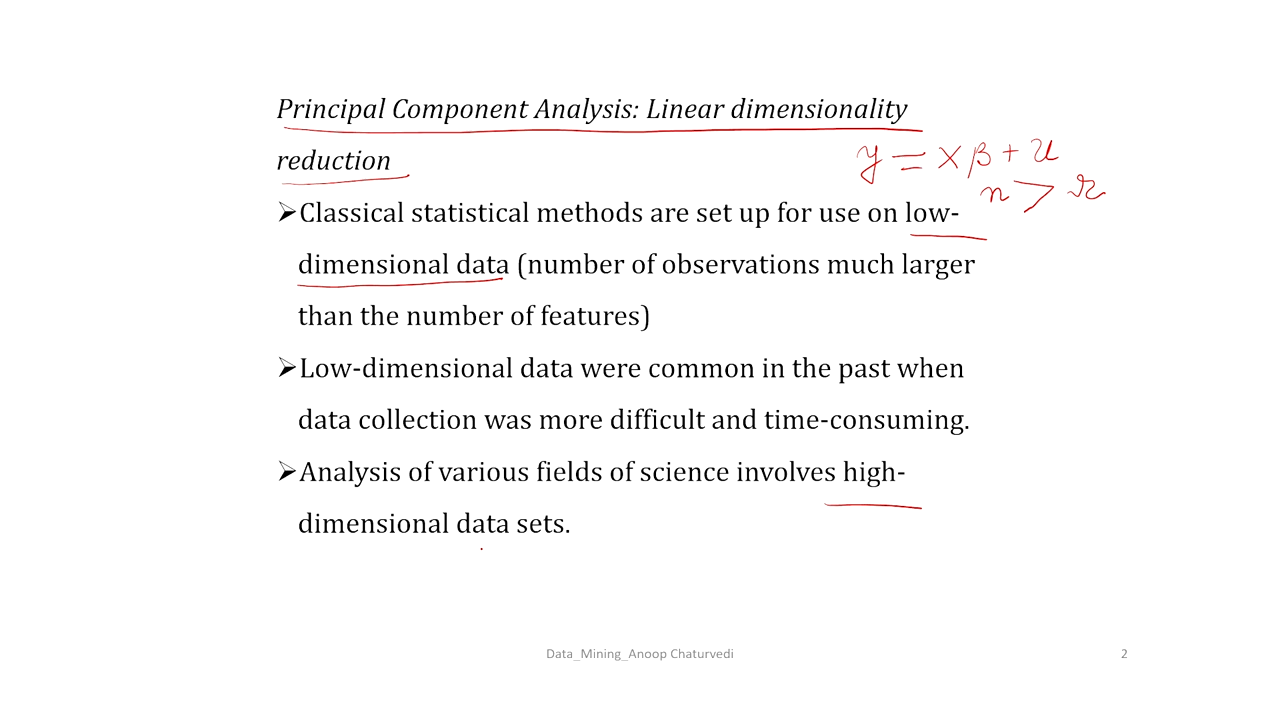 Principal Component Analysis: Linear dimensionality
reduction
y = xβ + u
n > r
➢Classical statistical methods are set up for use on low-
dimensional data (number of observations much larger
than the number of features)
➢Low-dimensional data were common in the past when
data collection was more difficult and time-consuming.
➢Analysis of various fields of science involves high-
dimensional data sets.
Data_Mining_Anoop Chaturvedi
2